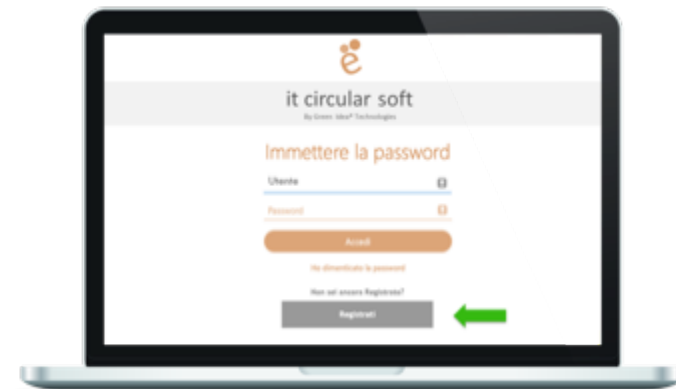 it circular soft
By Green Idea® Technologies
Immettere la password
Utente
Password
Accedi
Ho dimenticato la password
Non sei ancora Registrato?
Registrati